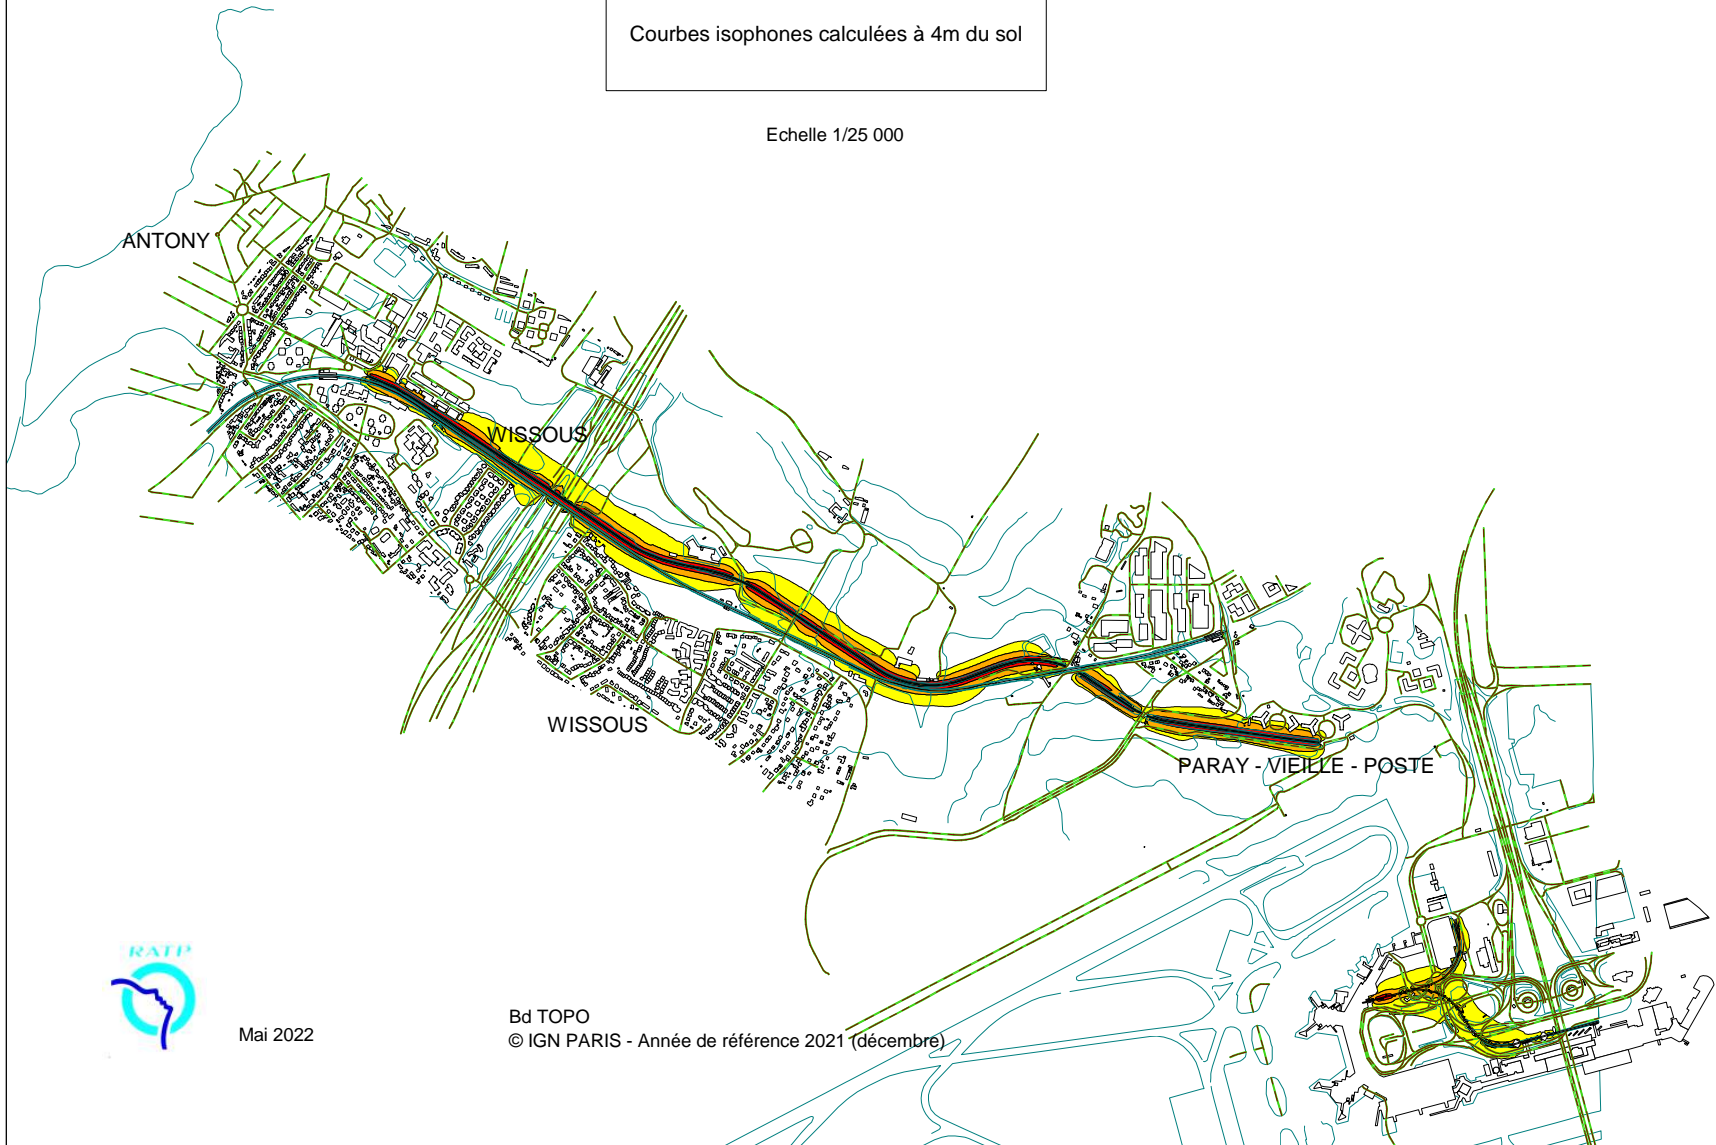 Courbes isophones calculées à 4m du sol
Echelle 1/25 000
ANTONY
WISSOUS
WISSOUS
PARAY - VIEILLE - POSTE
RATP
Mai 2022
Bd TOPO
© IGN PARIS - Année de référence 2021 (décembre)